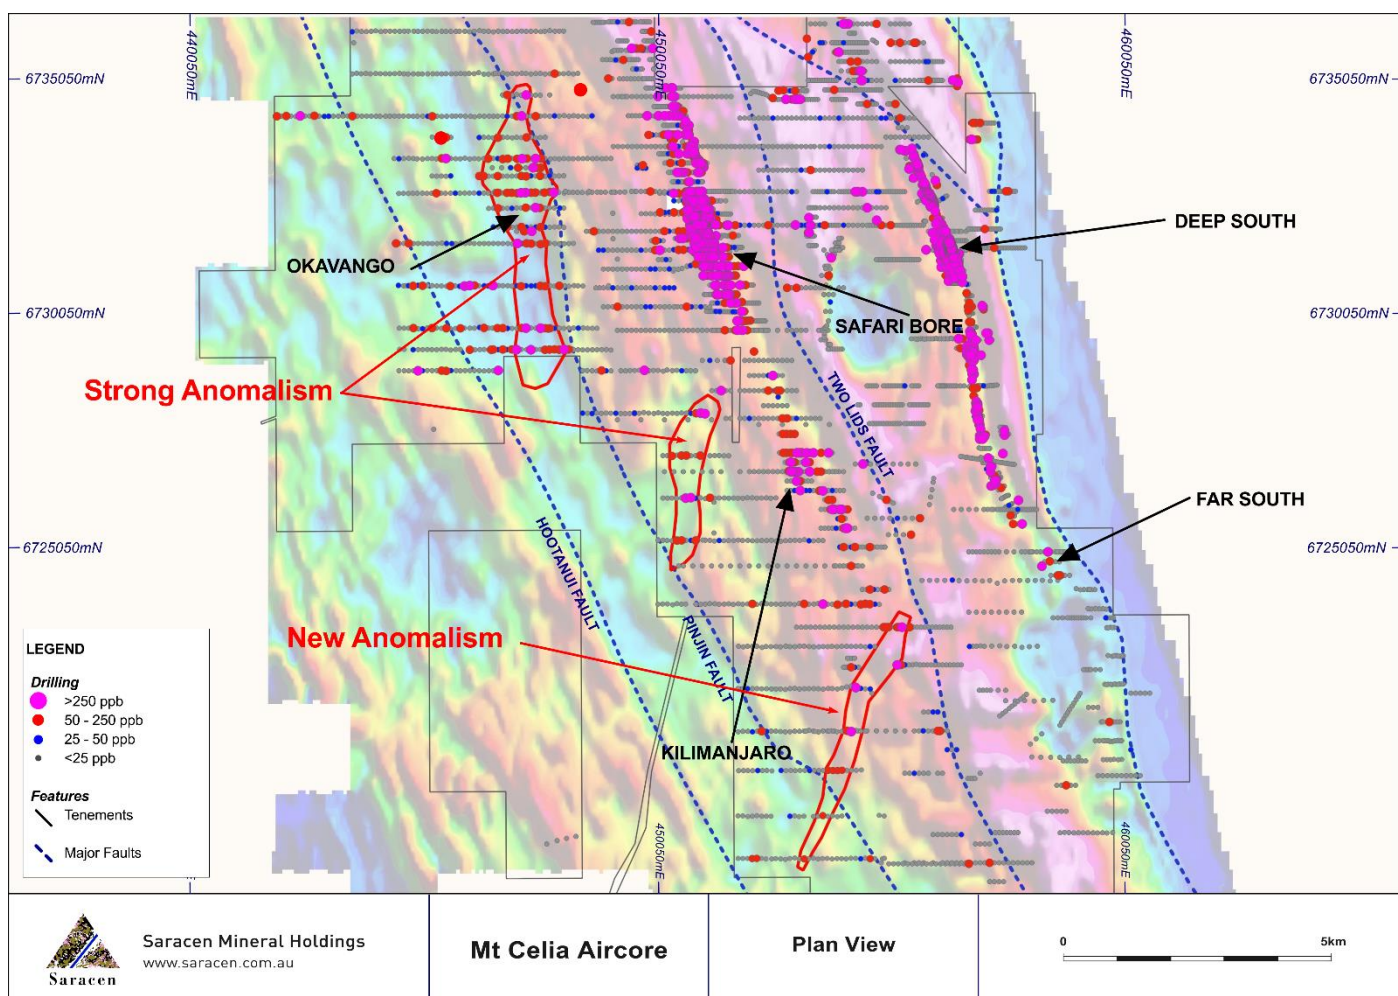 440050mE
450050mE
460050mE
6735050mN
6735050mN
DEEP SOUTH
OKAVANGO
6730050mN
SAFARI BORE
6730050mN
Strong Anomalism
TWO LIDS FAULT
FAR SOUTH
6725050mN
6725050mN
HOOTANUI FAULT
New Anomalism
PINJIN FAULT
KILIMANJARO
LEGEND
Drilling
>250 ppb
50 - 250 ppb
25 - 50 ppb
<25 ppb
Features
Tenements
Major Faults
450050mE
460050mE
Saracen
Saracen Mineral Holdings
www.saracen.com.au
Mt Celia Aircore
Plan View
0
5km